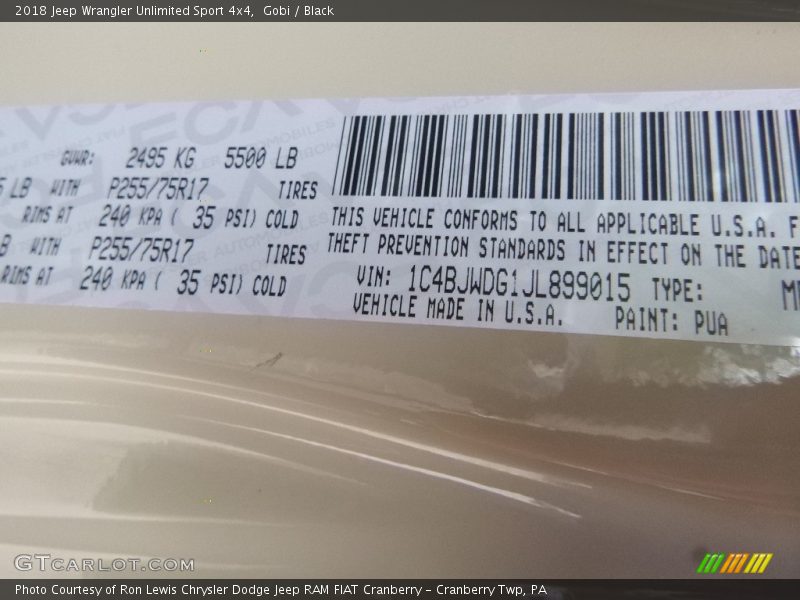 2018 Jeep Wrangler Unlimited Sport 4x4, Gobi / Black
GVWR: 2495 KG 5500 LB
5 LB WITH P255/75R17 TIRES
RIMS AT 240 KPA ( 35 PSI) COLD
B WITH P255/75R17 TIRES
RIMS AT 240 KPA ( 35 PSI) COLD
THIS VEHICLE CONFORMS TO ALL APPLICABLE U.S.A. F
THEFT PREVENTION STANDARDS IN EFFECT ON THE DATE
VIN: 1C4BJWDG1JL899015 TYPE: MP
VEHICLE MADE IN U.S.A. PAINT: PUA
GTCARLOT.COM
Photo Courtesy of Ron Lewis Chrysler Dodge Jeep RAM FIAT Cranberry – Cranberry Twp, PA